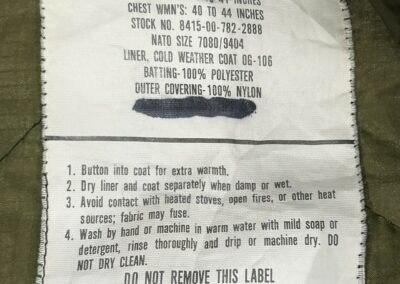 INCHES
CHEST WMN'S: 40 TO 44 INCHES
STOCK NO. 8415-00-782-2888
NATO SIZE 7080/9404
LINER, COLD WEATHER COAT OG-106
BATTING-100% POLYESTER
OUTER COVERING-100% NYLON
1. Button into coat for extra warmth.
2. Dry liner and coat separately when damp or wet.
3. Avoid contact with heated stoves, open fires, or other heat
sources; fabric may fuse.
4. Wash by hand or machine in warm water with mild soap or
detergent, rinse thoroughly and drip or machine dry. DO
NOT DRY CLEAN.
DO NOT REMOVE THIS LABEL